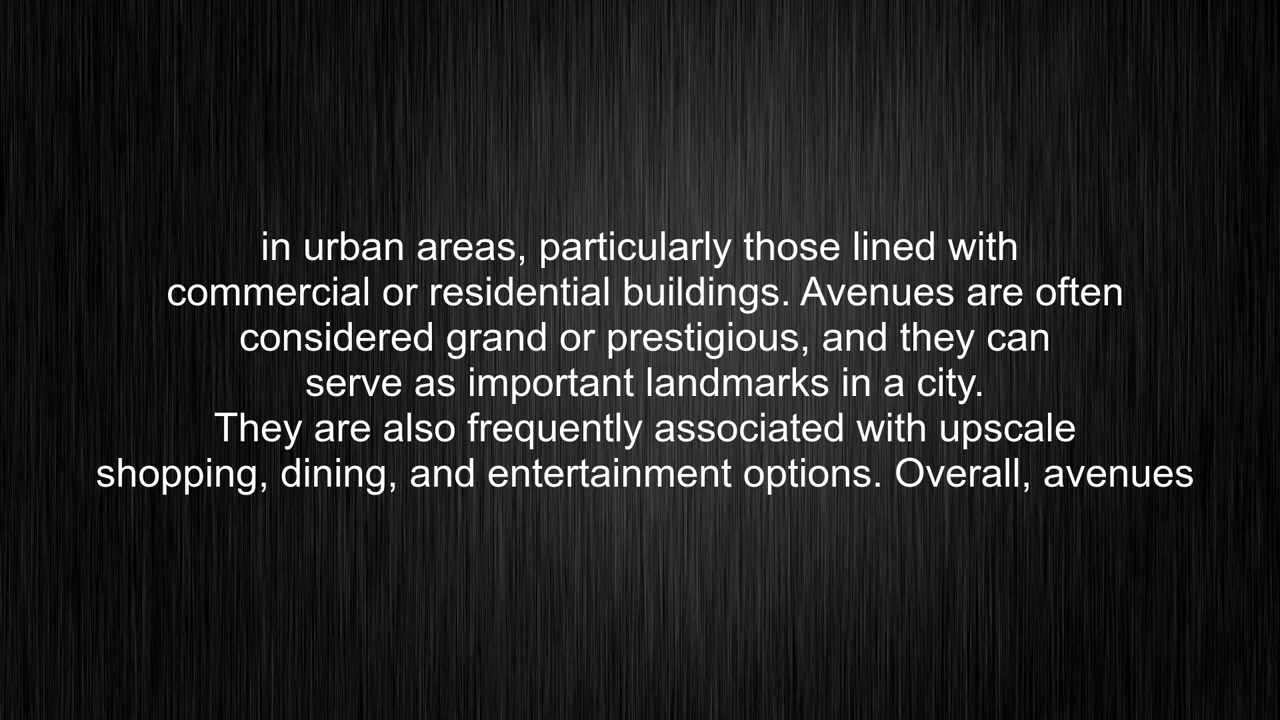 in urban areas, particularly those lined with
commercial or residential buildings. Avenues are often
considered grand or prestigious, and they can
serve as important landmarks in a city.
They are also frequently associated with upscale
shopping, dining, and entertainment options. Overall, avenues